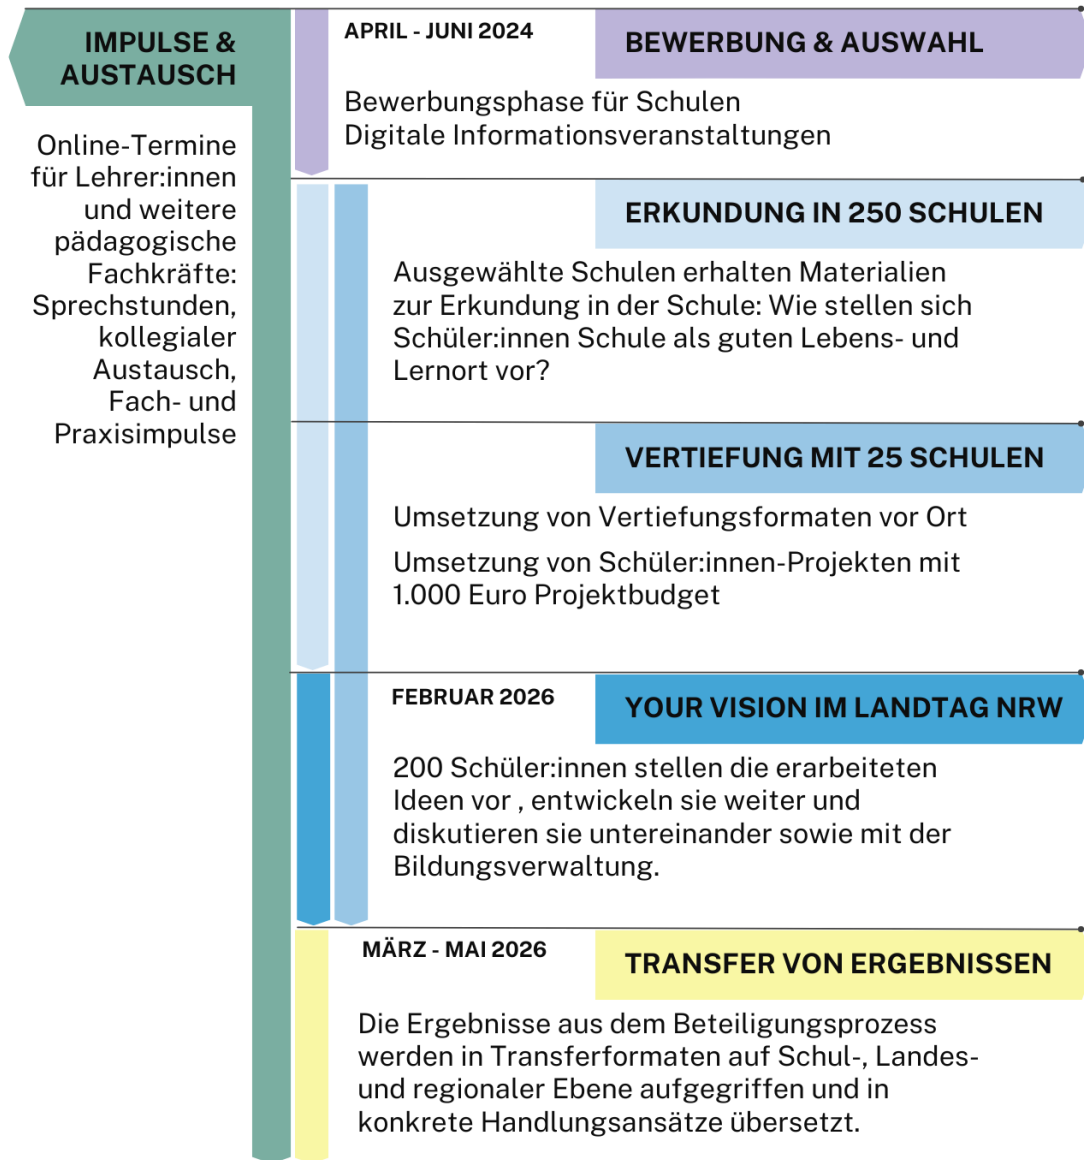 IMPULSE &
AUSTAUSCH
Online-Termine
für Lehrer:innen
und weitere
pädagogische
Fachkräfte:
Sprechstunden,
kollegialer
Austausch,
Fach- und
Praxisimpulse
APRIL - JUNI 2024
BEWERBUNG & AUSWAHL
Bewerbungsphase für Schulen
Digitale Informationsveranstaltungen
ERKUNDUNG IN 250 SCHULEN
Ausgewählte Schulen erhalten Materialien
zur Erkundung in der Schule: Wie stellen sich
Schüler:innen Schule als guten Lebens- und
Lernort vor?
VERTIEFUNG MIT 25 SCHULEN
Umsetzung von Vertiefungsformaten vor Ort
Umsetzung von Schüler:innen-Projekten mit
1.000 Euro Projektbudget
FEBRUAR 2026
YOUR VISION IM LANDTAG NRW
200 Schüler:innen stellen die erarbeiteten
Ideen vor , entwickeln sie weiter und
diskutieren sie untereinander sowie mit der
Bildungsverwaltung.
MÄRZ - MAI 2026
TRANSFER VON ERGEBNISSEN
Die Ergebnisse aus dem Beteiligungsprozess
werden in Transferformaten auf Schul-, Landes-
und regionaler Ebene aufgegriffen und in
konkrete Handlungsansätze übersetzt.